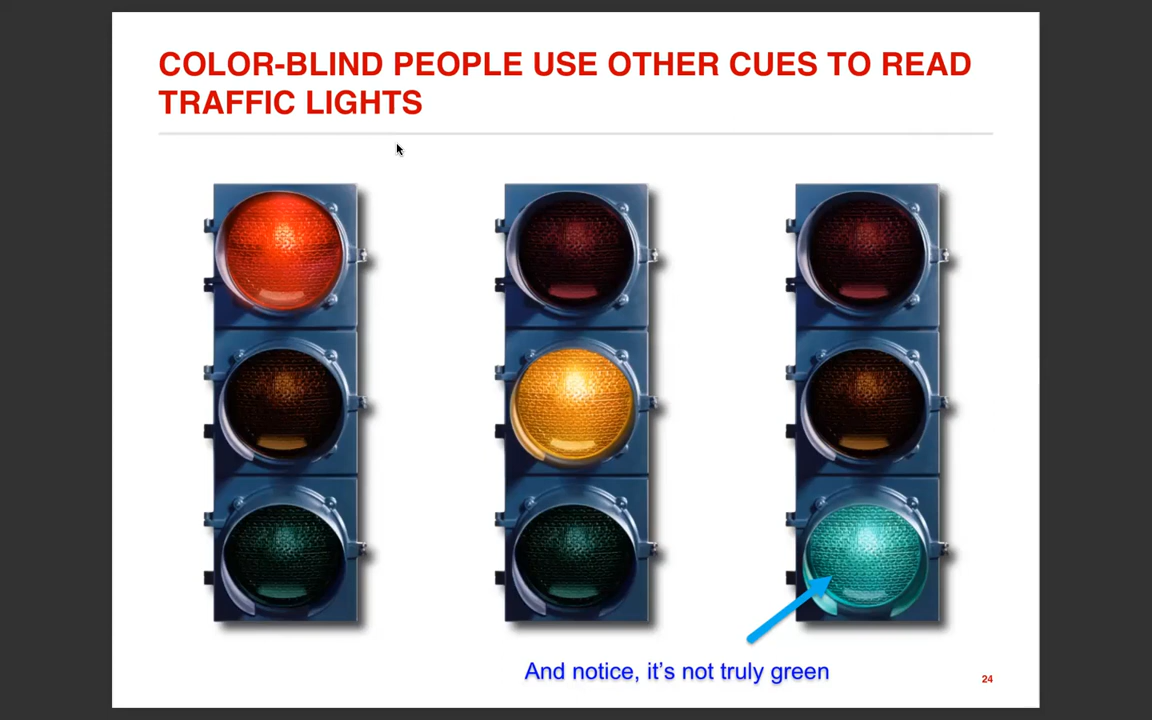 COLOR-BLIND PEOPLE USE OTHER CUES TO READ
TRAFFIC LIGHTS
And notice, it's not truly green
24